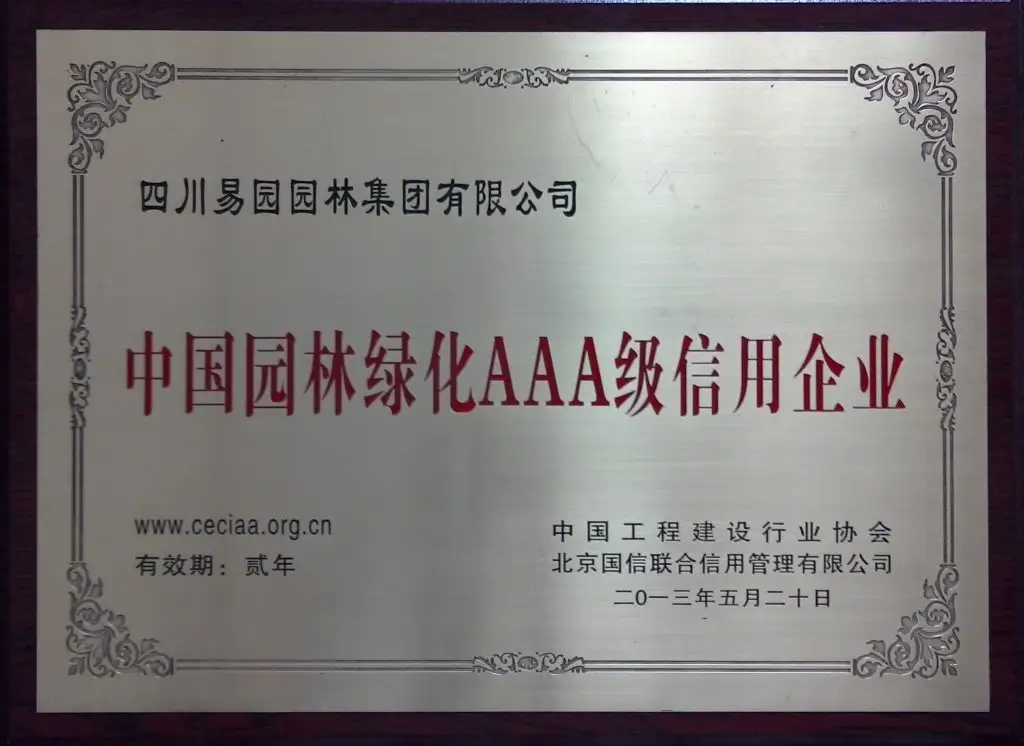 四川易园园林集团有限公司
中国园林绿化AAA级信用企业
www.ceciaa.org.cn
有效期：贰年
中国工程建设行业协会
北京国信联合信用管理有限公司
二〇一三年五月二十日